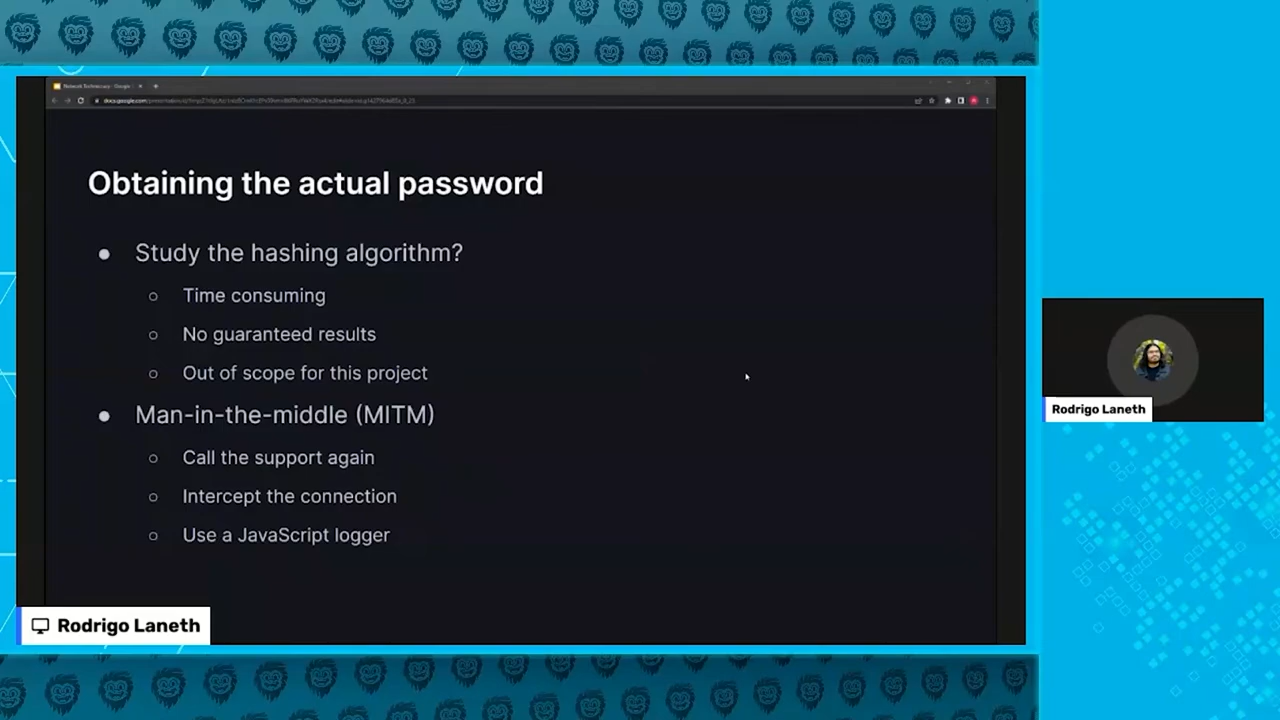 Obtaining the actual password
Study the hashing algorithm?
Time consuming
No guaranteed results
Out of scope for this project
Man-in-the-middle (MITM)
Call the support again
Intercept the connection
Use a JavaScript logger
Rodrigo Laneth
Rodrigo Laneth